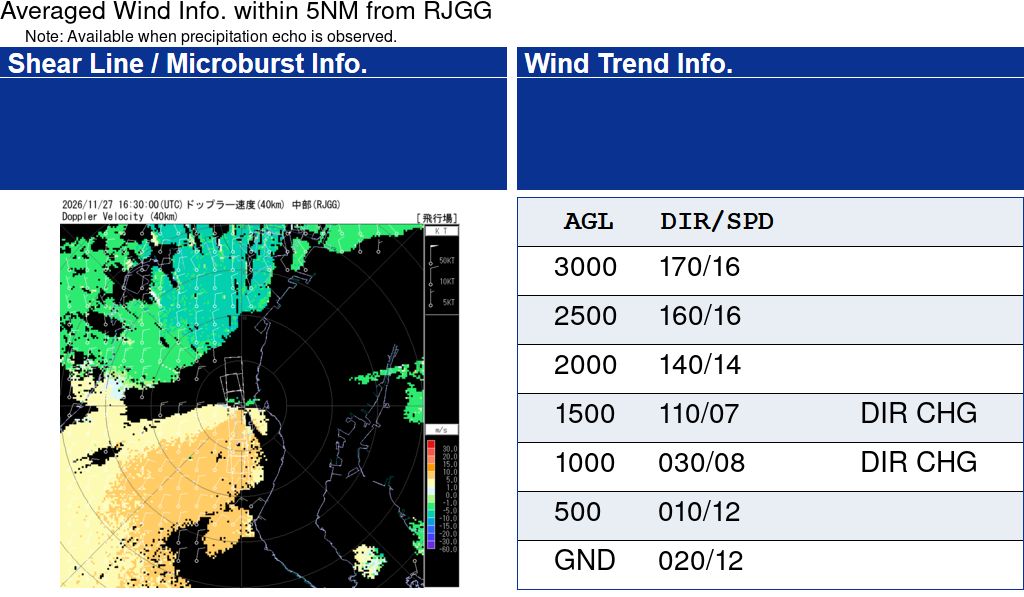 Averaged Wind Info. within 5NM from RJGG
Note: Available when precipitation echo is observed.
Shear Line / Microburst Info.
Wind Trend Info.
2026/11/27 16:30:00(UTC) ドップラー速度(40km) 中部(RJGG)
Doppler Velocity (40km)
[飛行場]
KT
50KT
10KT
5KT
m/s
30.0
20.0
15.0
10.0
5.0
1.0
0.0
-1.0
-5.0
-10.0
-15.0
-20.0
-30.0
-60.0
AGL DIR/SPD
3000 170/16
2500 160/16
2000 140/14
1500 110/07 DIR CHG
1000 030/08 DIR CHG
500 010/12
GND 020/12